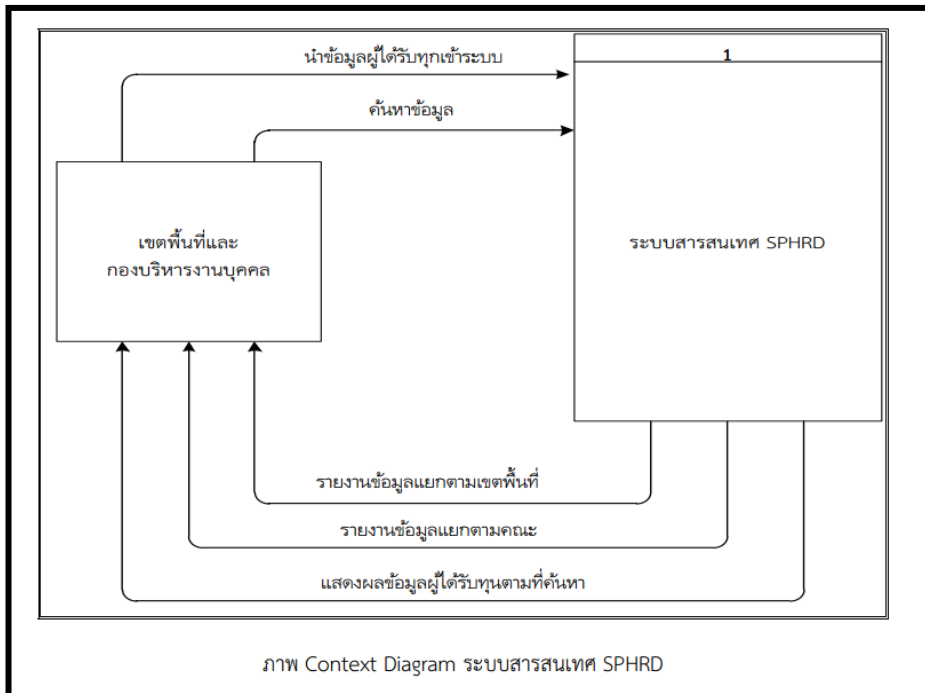 นำข้อมูลผู้ได้รับทุกเข้าระบบ
1
ค้นหาข้อมูล
เขตพื้นที่และ
กองบริหารงานบุคคล
ระบบสารสนเทศ SPHRD
รายงานข้อมูลแยกตามเขตพื้นที่
รายงานข้อมูลแยกตามคณะ
แสดงผลข้อมูลผู้ได้รับทุนตามที่ค้นหา
ภาพ Context Diagram ระบบสารสนเทศ SPHRD